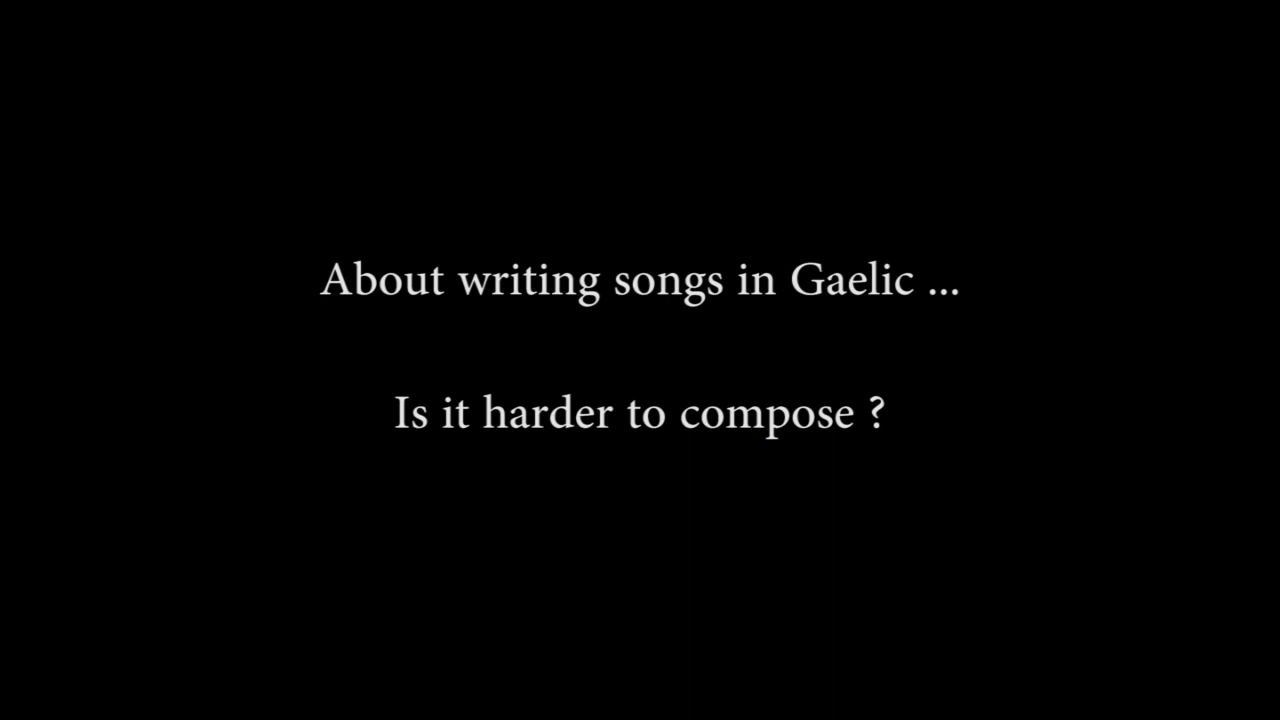 About writing songs in Gaelic ...
Is it harder to compose ?